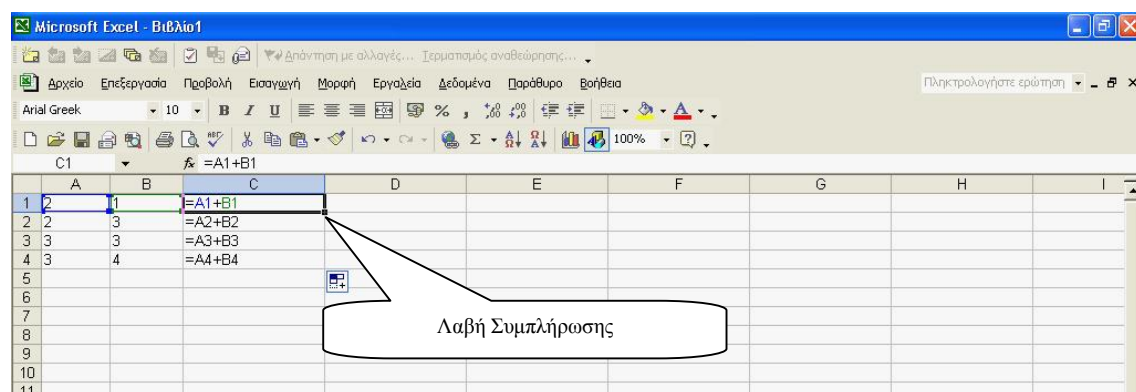 Microsoft Excel - Βιβλίο1
Απάντηση με αλλαγές... Τερματισμός αναθεώρησης...
Αρχείο Επεξεργασία Προβολή Εισαγωγή Μορφή Εργαλεία Δεδομένα Παράθυρο Βοήθεια Πληκτρολογήστε ερώτηση
Arial Greek 10 B I U % 100%
C1 fx =A1+B1
A B C D E F G H I
1 2 1 =A1+B1
2 2 3 =A2+B2
3 3 3 =A3+B3
4 3 4 =A4+B4
5
6
7
8
9
10
11
Λαβή Συμπλήρωσης